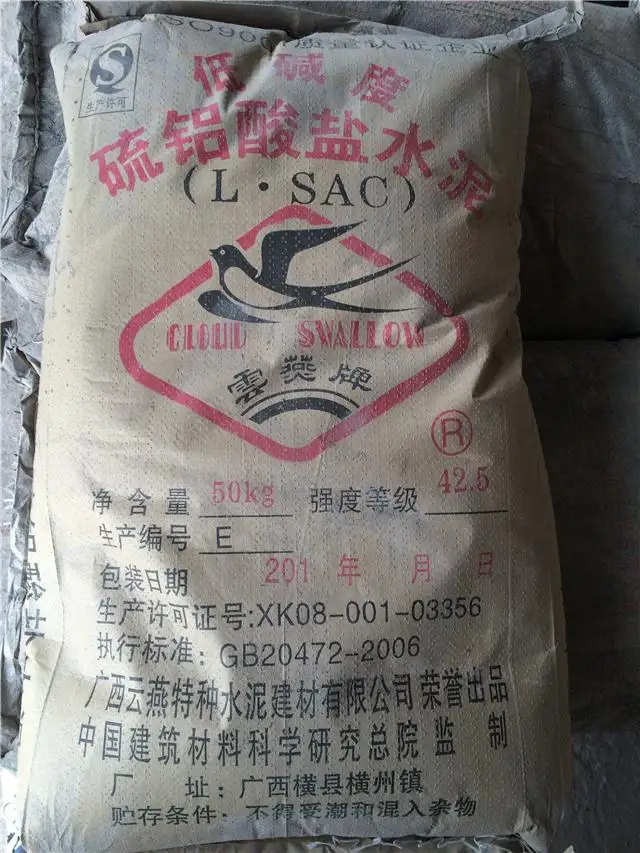 ISO900 质量认证企业
生产许可
低碱度
硫铝酸盐水泥
(L·SAC)
CLOUD SWALLOW
雲燕牌
R
净含量 50kg 强度等级 42.5
生产编号 E
包装日期 201 年 月 日
生产许可证号:XK08-001-03356
执行标准: GB20472-2006
广西云燕特种水泥建材有限公司 荣誉出品
中国建筑材料科学研究总院 监制
厂 址: 广西横县横州镇
贮存条件: 不得受潮和混入杂物